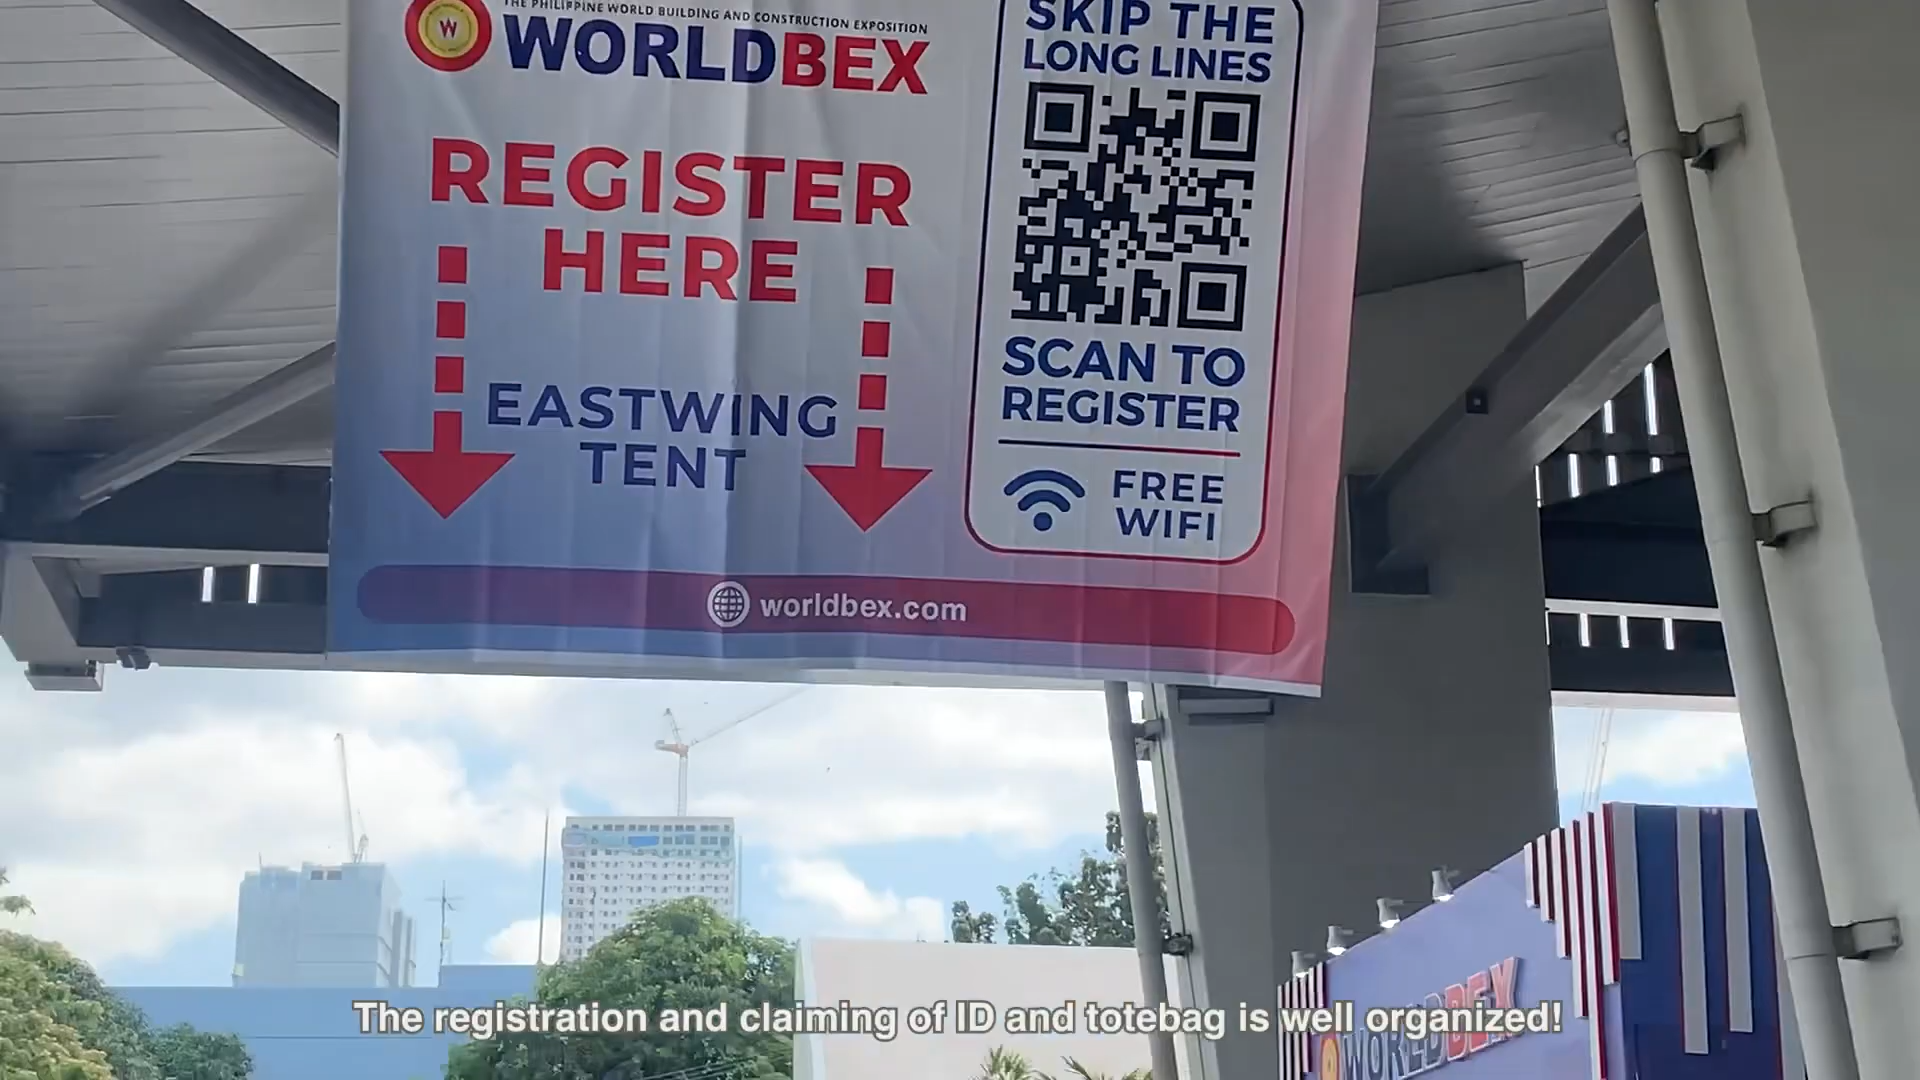 THE PHILIPPINE WORLD BUILDING AND CONSTRUCTION EXPOSITION
W
WORLDBEX
REGISTER
HERE
EASTWING
TENT
SKIP THE
LONG LINES
SCAN TO
REGISTER
FREE
WIFI
worldbex.com
WORLDBEX
The registration and claiming of ID and totebag is well organized!